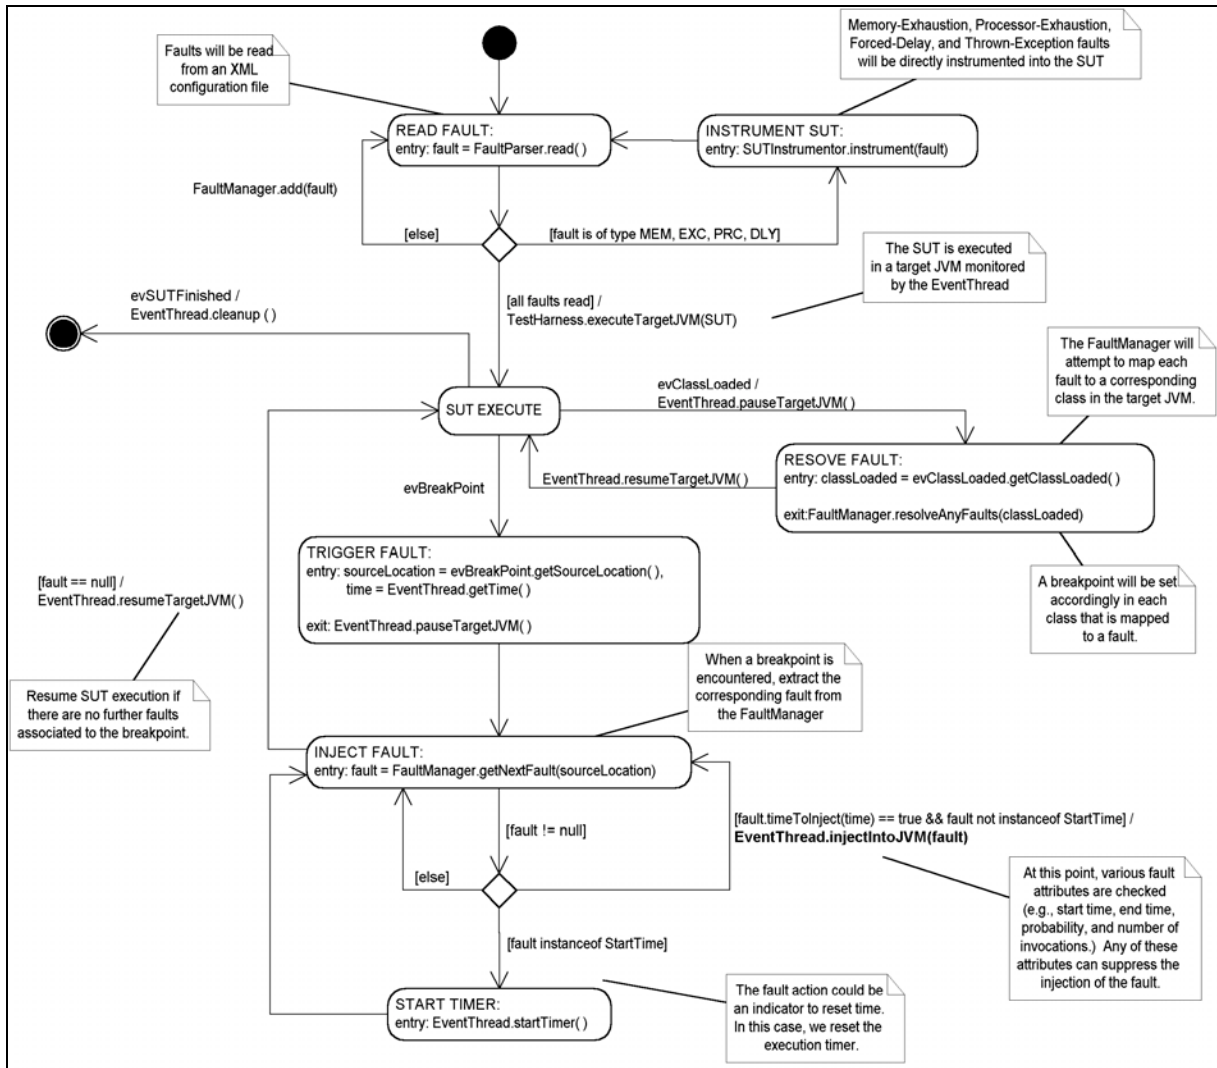 Faults will be read
from an XML
configuration file
Memory-Exhaustion, Processor-Exhaustion,
Forced-Delay, and Thrown-Exception faults
will be directly instrumented into the SUT
READ FAULT:
entry: fault = FaultParser.read( )
INSTRUMENT SUT:
entry: SUTInstrumentor.instrument(fault)
FaultManager.add(fault)
[else]
[fault is of type MEM, EXC, PRC, DLY]
The SUT is executed
in a target JVM monitored
by the EventThread
evSUTFinished /
EventThread.cleanup ( )
[all faults read] /
TestHarness.executeTargetJVM(SUT)
The FaultManager will
attempt to map each
fault to a corresponding
class in the target JVM.
SUT EXECUTE
evClassLoaded /
EventThread.pauseTargetJVM( )
RESOVE FAULT:
entry: classLoaded = evClassLoaded.getClassLoaded( )
exit:FaultManager.resolveAnyFaults(classLoaded)
EventThread.resumeTargetJVM( )
evBreakPoint
TRIGGER FAULT:
entry: sourceLocation = evBreakPoint.getSourceLocation( ),
time = EventThread.getTime( )
exit: EventThread.pauseTargetJVM( )
[fault == null] /
EventThread.resumeTargetJVM( )
A breakpoint will be set
accordingly in each
class that is mapped
to a fault.
Resume SUT execution if
there are no further faults
associated to the breakpoint.
When a breakpoint is
encountered, extract the
corresponding fault from
the FaultManager
INJECT FAULT:
entry: fault = FaultManager.getNextFault(sourceLocation)
[fault != null]
[fault.timeToInject(time) == true && fault not instanceof StartTime] /
EventThread.injectIntoJVM(fault)
[else]
At this point, various fault
attributes are checked
(e.g., start time, end time,
probability, and number of
invocations.) Any of these
attributes can suppress the
injection of the fault.
[fault instanceof StartTime]
START TIMER:
entry: EventThread.startTimer( )
The fault action could be
an indicator to reset time.
In this case, we reset the
execution timer.